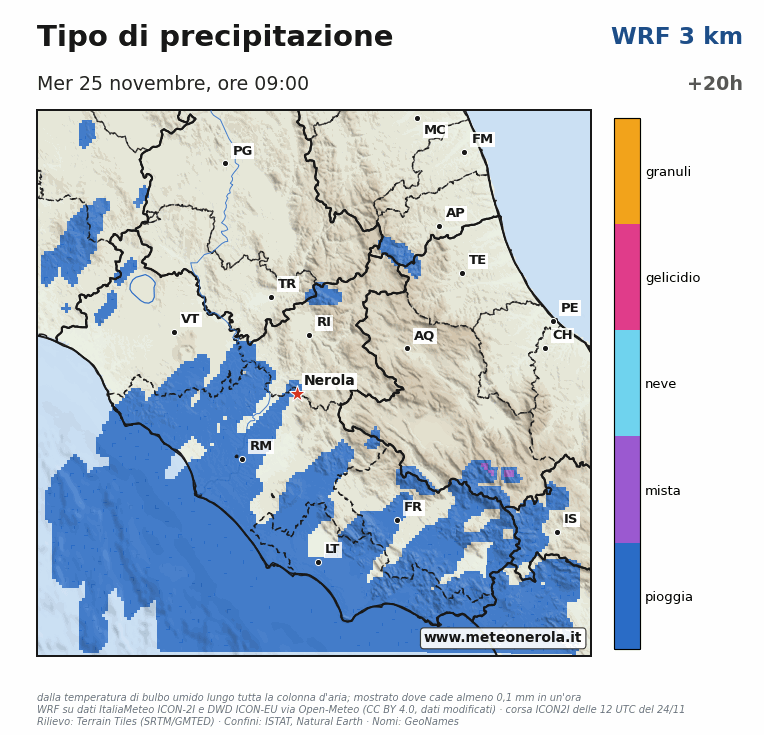 Tipo di precipitazione
WRF 3 km
Mer 25 novembre, ore 09:00
+20h
MC
FM
PG
AP
TE
TR
PE
VT
RI
AQ
CH
Nerola
RM
FR
IS
LT
www.meteonerola.it
granuli
gelicidio
neve
mista
pioggia
dalla temperatura di bulbo umido lungo tutta la colonna d'aria; mostrato dove cade almeno 0,1 mm in un'ora
WRF su dati ItaliaMeteo ICON-2I e DWD ICON-EU via Open-Meteo (CC BY 4.0, dati modificati) · corsa ICON2I delle 12 UTC del 24/11
Rilievo: Terrain Tiles (SRTM/GMTED) · Confini: ISTAT, Natural Earth · Nomi: GeoNames